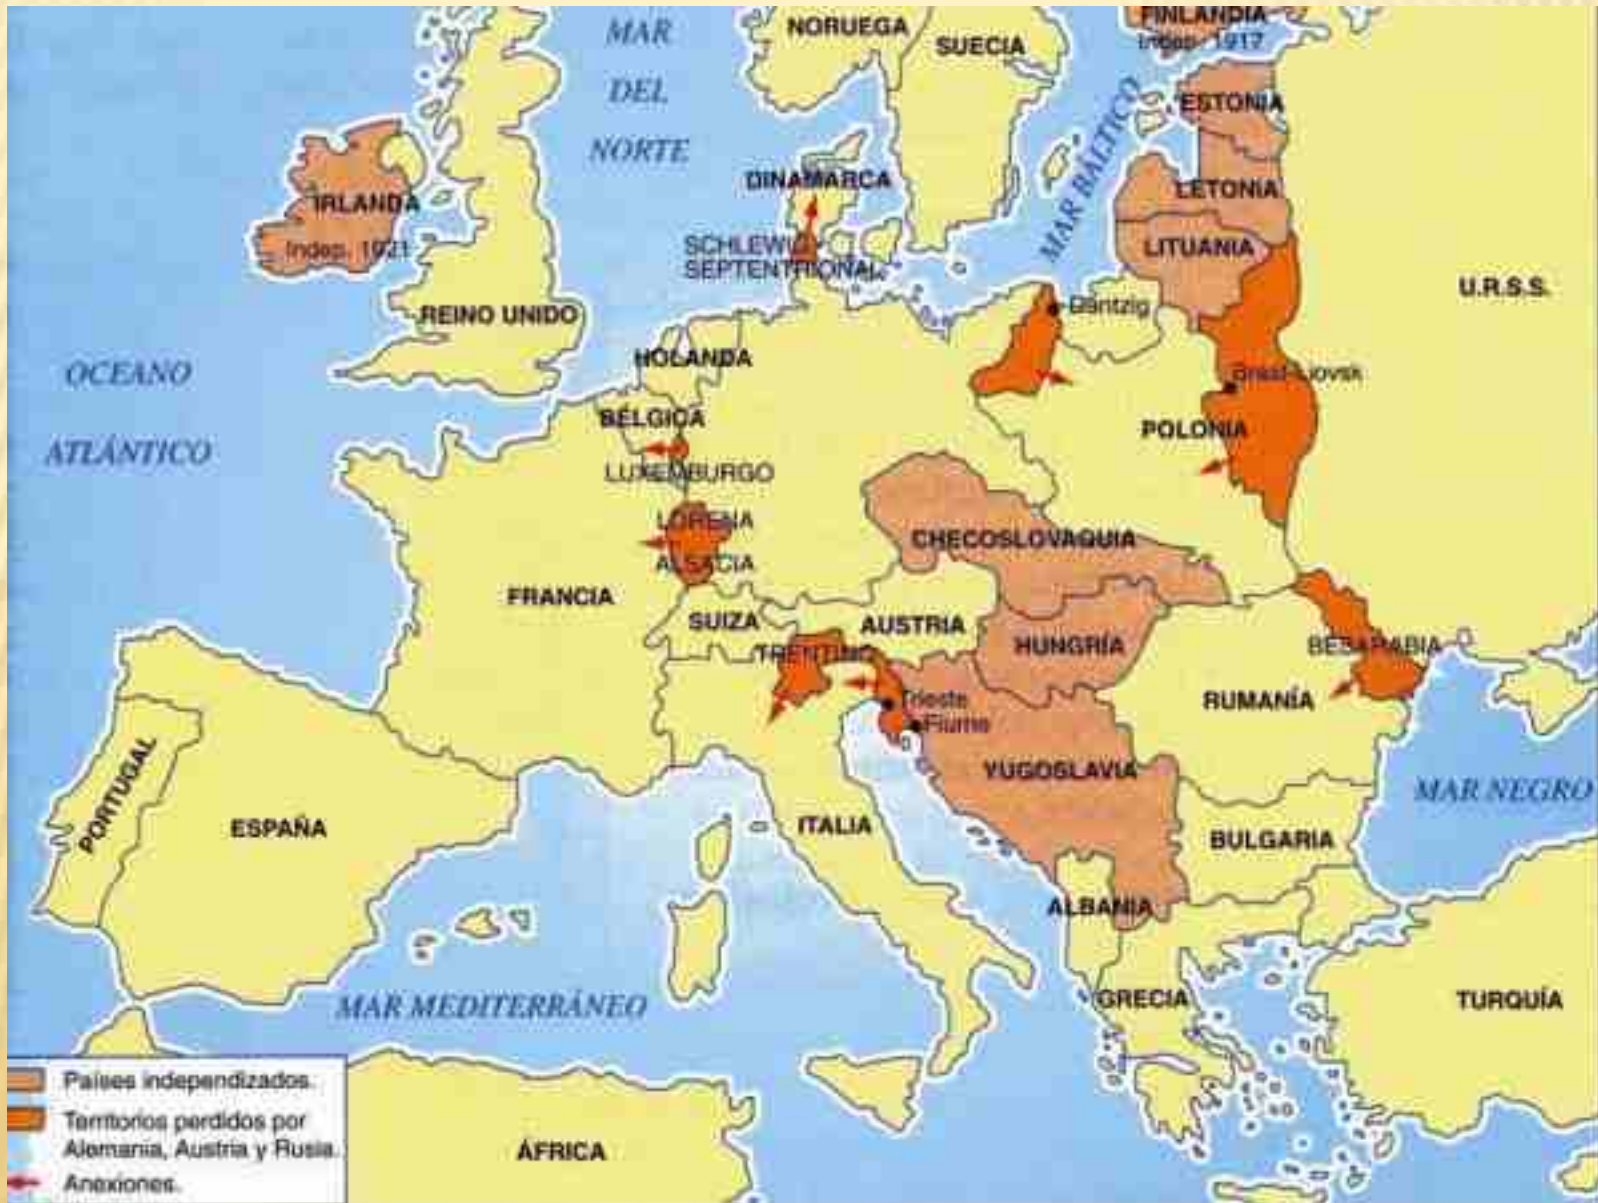 MAR
DEL
NORTE
NORUEGA
SUECIA
FINLANDIA
Indep. 1917
ESTONIA
MAR BÁLTICO
LETONIA
LITUANIA
DINAMARCA
SCHLEWIG-
SEPTENTRIONAL
IRLANDA
Indep. 1921
REINO UNIDO
U.R.S.S.
Dantzig
HOLANDA
OCEANO
ATLÁNTICO
BÉLGICA
LUXEMBURGO
POLONIA
LORENA
ALSACIA
CHECOSLOVAQUIA
FRANCIA
SUIZA
AUSTRIA
HUNGRÍA
BESARABIA
TRENTINO
Trieste
Fiume
RUMANÍA
YUGOSLAVIA
MAR NEGRO
PORTUGAL
ESPAÑA
ITALIA
BULGARIA
ALBANIA
MAR MEDITERRÁNEO
GRECIA
TURQUÍA
ÁFRICA
Países independizados.
Territorios perdidos por
Alemania, Austria y Rusia.
Anexiones.